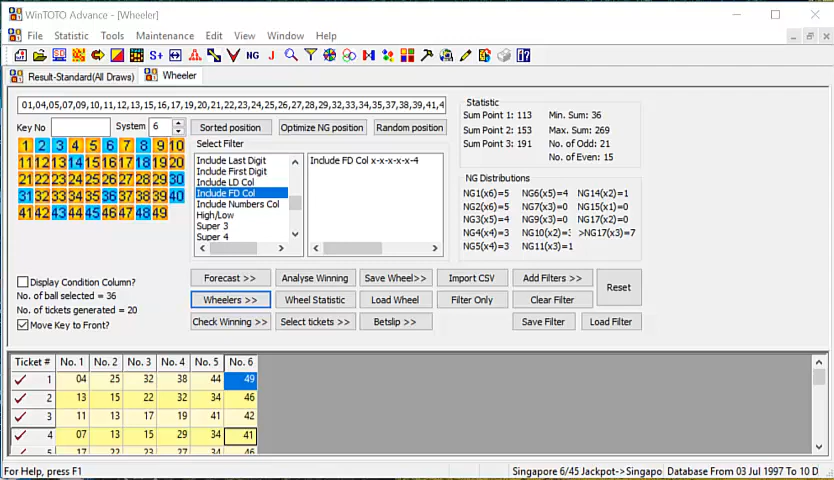 WinTOTO Advance - [Wheeler]
File Statistic Tools Maintenance Edit View Window Help
S+ NG J
Result-Standard(All Draws) Wheeler
01,04,05,07,09,10,11,12,13,15,16,17,19,20,21,22,23,24,25,26,27,28,29,32,33,34,35,37,38,39,41,4
Key No System 6
Sorted position Optimize NG position Random position
1 2 3 4 5 6 7 8 9 10
11 12 13 14 15 16 17 18 19 20
21 22 23 24 25 26 27 28 29 30
31 32 33 34 35 36 37 38 39 40
41 42 43 44 45 46 47 48 49
Select Filter
Include Last Digit
Include First Digit
Include LD Col
Include FD Col
Include Numbers Col
High/Low
Super 3
Super 4
Include FD Col x-x-x-x-x-4
Statistic
Sum Point 1: 113 Min. Sum: 36
Sum Point 2: 153 Max. Sum: 269
Sum Point 3: 191 No. of Odd: 21
No. of Even: 15
NG Distributions
NG1(x6)=5 NG6(x5)=4 NG14(x2)=1
NG2(x6)=5 NG7(x3)=0 NG15(x1)=0
NG3(x5)=4 NG9(x3)=0 NG17(x2)=0
NG4(x4)=3 NG10(x2)=: >NG17(x3)=7
NG5(x4)=3 NG11(x3)=1
Display Condition Column?
No. of ball selected = 36
No. of tickets generated = 20
Move Key to Front?
Forecast >> Analyse Winning Save Wheel>> Import CSV Add Filters >> Reset
Wheelers >> Wheel Statistic Load Wheel Filter Only Clear Filter
Check Winning >> Select tickets >> Betslip >> Save Filter Load Filter
Ticket # No. 1 No. 2 No. 3 No. 4 No. 5 No. 6
1 04 25 32 38 44 49
2 13 15 22 32 34 46
3 11 13 17 19 41 42
4 07 13 15 29 34 41
5 17 22 23 27 34 46
For Help, press F1 Singapore 6/45 Jackpot->Singapo Database From 03 Jul 1997 To 10 D